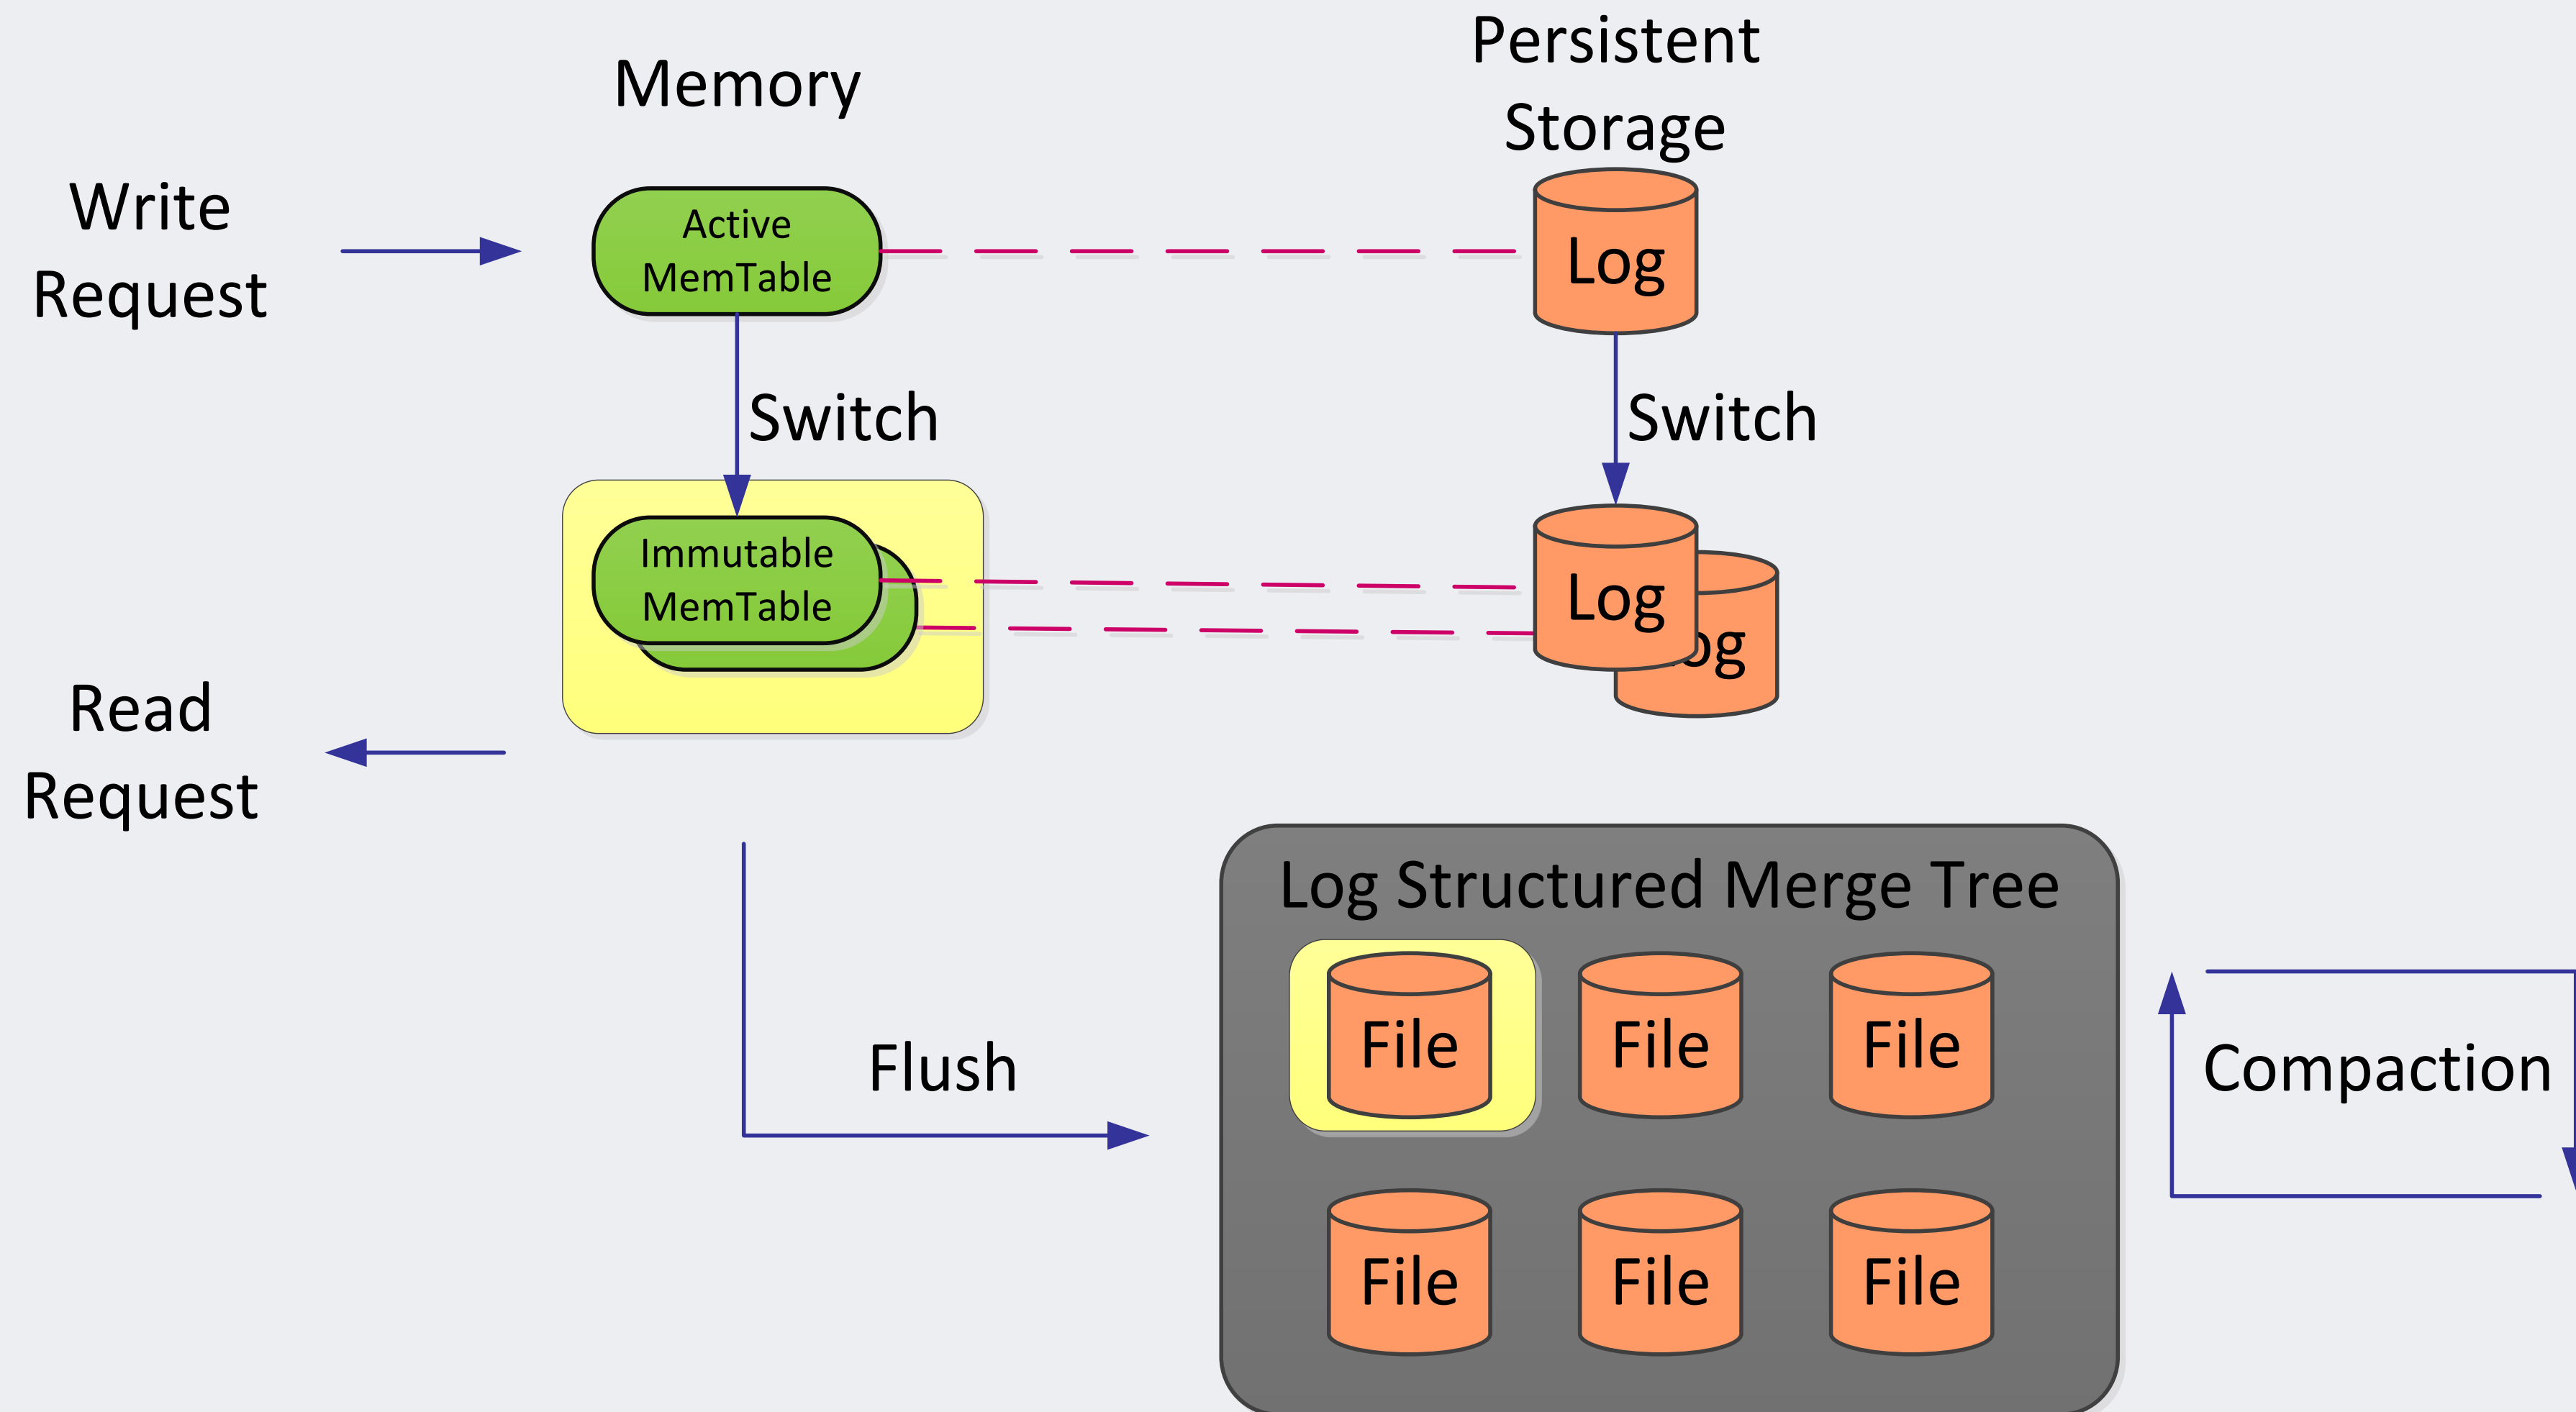 Memory
Persistent
Storage
Write
Request
Active
MemTable
Log
Switch
Switch
Immutable
MemTable
Log
Read
Request
Log Structured Merge Tree
File
File
File
Flush
Compaction
File
File
File